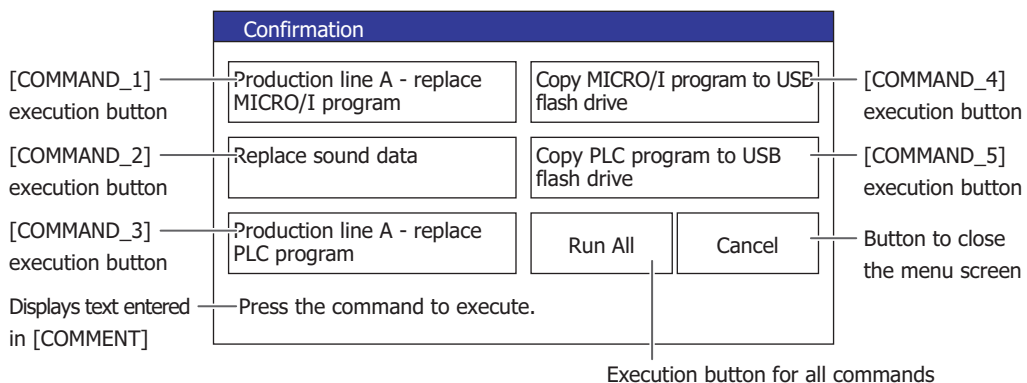 Confirmation
[COMMAND_1]
execution button
Production line A - replace
MICRO/I program
Copy MICRO/I program to USB
flash drive
[COMMAND_4]
execution button
[COMMAND_2]
execution button
Replace sound data
Copy PLC program to USB
flash drive
[COMMAND_5]
execution button
[COMMAND_3]
execution button
Production line A - replace
PLC program
Run All
Cancel
Button to close
the menu screen
Displays text entered
in [COMMENT]
Press the command to execute.
Execution button for all commands